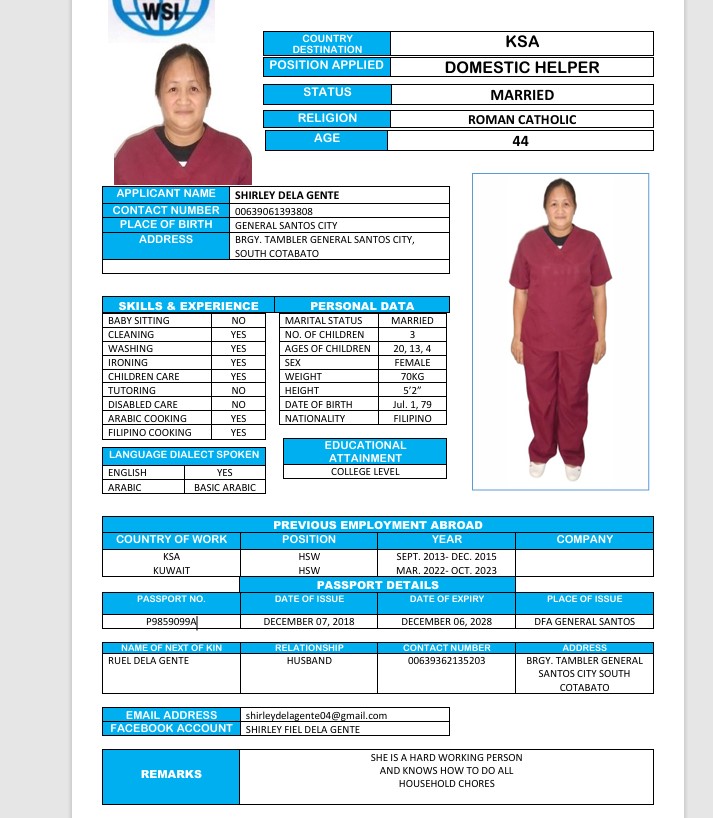 WSI
COUNTRY
DESTINATION
KSA
POSITION APPLIED
DOMESTIC HELPER
STATUS
MARRIED
RELIGION
ROMAN CATHOLIC
AGE
44
APPLICANT NAME
SHIRLEY DELA GENTE
CONTACT NUMBER
00639061393808
PLACE OF BIRTH
GENERAL SANTOS CITY
ADDRESS
BRGY. TAMBLER GENERAL SANTOS CITY,
SOUTH COTABATO
SKILLS & EXPERIENCE
BABY SITTING NO
CLEANING YES
WASHING YES
IRONING YES
CHILDREN CARE YES
TUTORING NO
DISABLED CARE NO
ARABIC COOKING YES
FILIPINO COOKING YES
PERSONAL DATA
MARITAL STATUS MARRIED
NO. OF CHILDREN 3
AGES OF CHILDREN 20, 13, 4
SEX FEMALE
WEIGHT 70KG
HEIGHT 5’2”
DATE OF BIRTH Jul. 1, 79
NATIONALITY FILIPINO
LANGUAGE DIALECT SPOKEN
ENGLISH YES
ARABIC BASIC ARABIC
EDUCATIONAL
ATTAINMENT
COLLEGE LEVEL
PREVIOUS EMPLOYMENT ABROAD
COUNTRY OF WORK POSITION YEAR COMPANY
KSA HSW SEPT. 2013- DEC. 2015
KUWAIT HSW MAR. 2022- OCT. 2023
PASSPORT DETAILS
PASSPORT NO. DATE OF ISSUE DATE OF EXPIRY PLACE OF ISSUE
P9859099A DECEMBER 07, 2018 DECEMBER 06, 2028 DFA GENERAL SANTOS
NAME OF NEXT OF KIN RELATIONSHIP CONTACT NUMBER ADDRESS
RUEL DELA GENTE HUSBAND 00639362135203 BRGY. TAMBLER GENERAL
SANTOS CITY SOUTH
COTABATO
EMAIL ADDRESS shirleydelagente04@gmail.com
FACEBOOK ACCOUNT SHIRLEY FIEL DELA GENTE
REMARKS
SHE IS A HARD WORKING PERSON
AND KNOWS HOW TO DO ALL
HOUSEHOLD CHORES